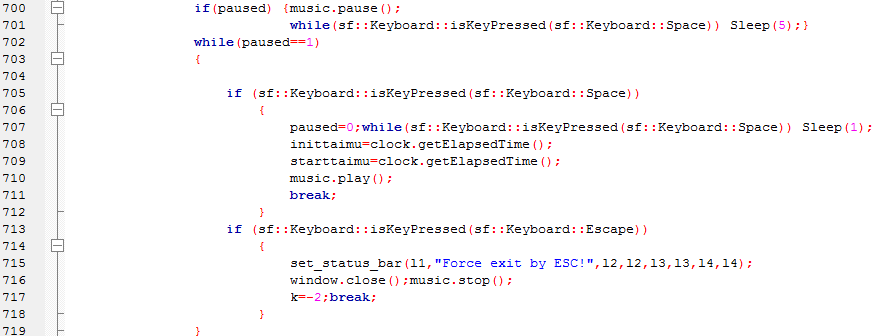 700 if(paused) {music.pause();
701 while(sf::Keyboard::isKeyPressed(sf::Keyboard::Space)) Sleep(5);}
702 while(paused==1)
703 {
704
705 if (sf::Keyboard::isKeyPressed(sf::Keyboard::Space))
706 {
707 paused=0;while(sf::Keyboard::isKeyPressed(sf::Keyboard::Space)) Sleep(1);
708 inittaimu=clock.getElapsedTime();
709 starttaimu=clock.getElapsedTime();
710 music.play();
711 break;
712 }
713 if (sf::Keyboard::isKeyPressed(sf::Keyboard::Escape))
714 {
715 set_status_bar(l1,"Force exit by ESC!",l2,l2,l3,l3,l4,l4);
716 window.close();music.stop();
717 k=-2;break;
718 }
719 }